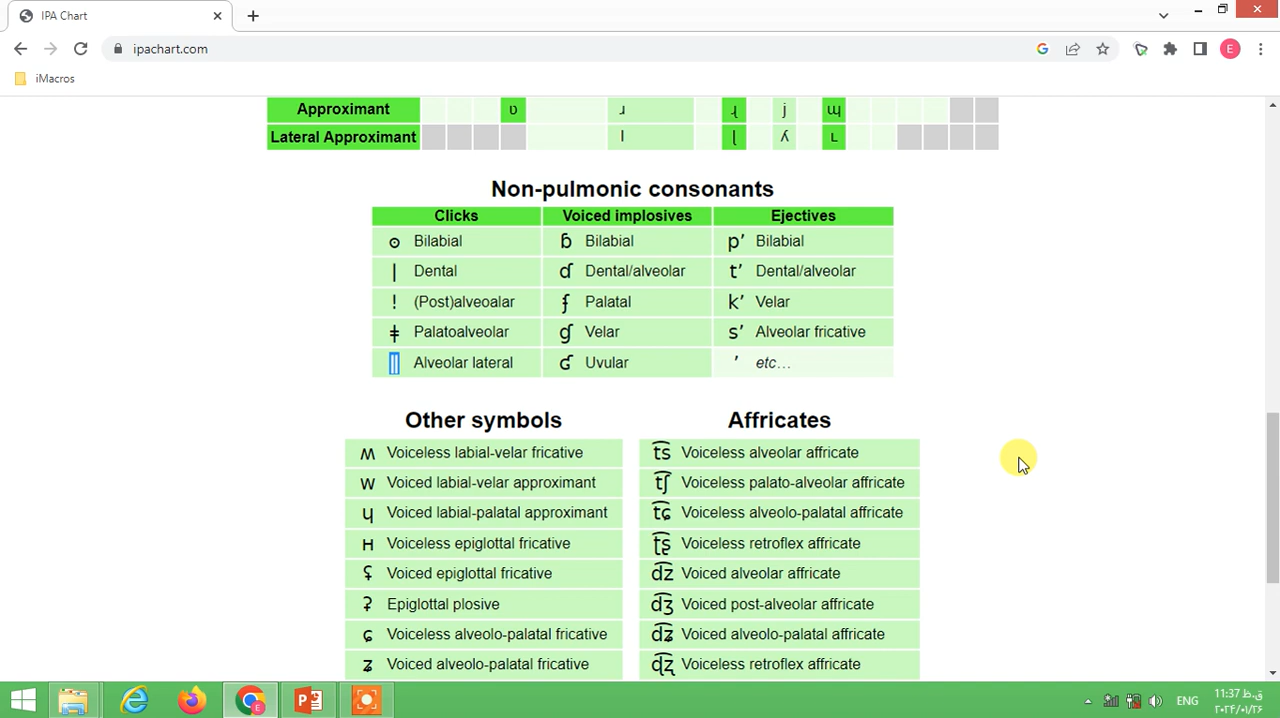 IPA Chart
ipachart.com
E
iMacros
Approximant ʋ ɹ ɻ j ɰ
Lateral Approximant l ɭ ʎ ʟ
Non-pulmonic consonants
Clicks Voiced implosives Ejectives
ʘ Bilabial ɓ Bilabial pʼ Bilabial
ǀ Dental ɗ Dental/alveolar tʼ Dental/alveolar
ǃ (Post)alveoalar ʄ Palatal kʼ Velar
ǂ Palatoalveolar ɠ Velar sʼ Alveolar fricative
ǁ Alveolar lateral ʛ Uvular ʼ etc…
Other symbols Affricates
ʍ Voiceless labial-velar fricative t͡s Voiceless alveolar affricate
w Voiced labial-velar approximant t͡ʃ Voiceless palato-alveolar affricate
ɥ Voiced labial-palatal approximant t͡ɕ Voiceless alveolo-palatal affricate
ʜ Voiceless epiglottal fricative ʈ͡ʂ Voiceless retroflex affricate
ʢ Voiced epiglottal fricative d͡z Voiced alveolar affricate
ʡ Epiglottal plosive d͡ʒ Voiced post-alveolar affricate
ɕ Voiceless alveolo-palatal fricative d͡ʑ Voiced alveolo-palatal affricate
ʑ Voiced alveolo-palatal fricative ɖ͡ʐ Voiceless retroflex affricate
ENG
11:37 ق.ظ
۲۰۲۴/۰۱/۲۶